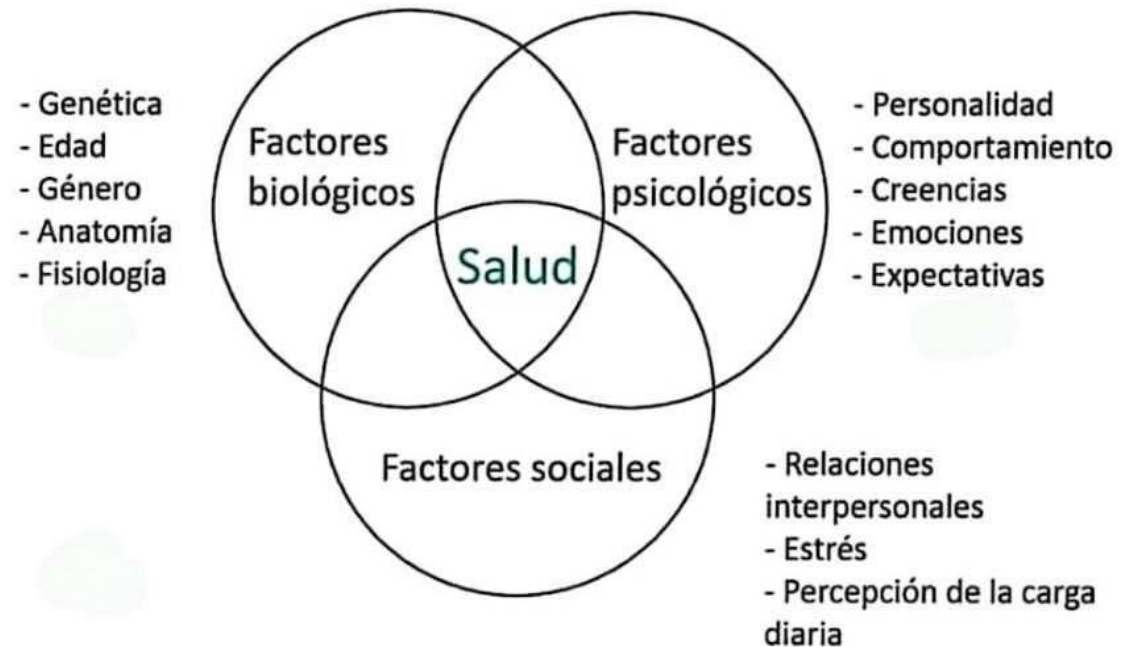 - Genética
- Edad
- Género
- Anatomía
- Fisiología
Factores
biológicos
Factores
psicológicos
- Personalidad
- Comportamiento
- Creencias
- Emociones
- Expectativas
Salud
Factores sociales
- Relaciones
interpersonales
- Estrés
- Percepción de la carga
diaria